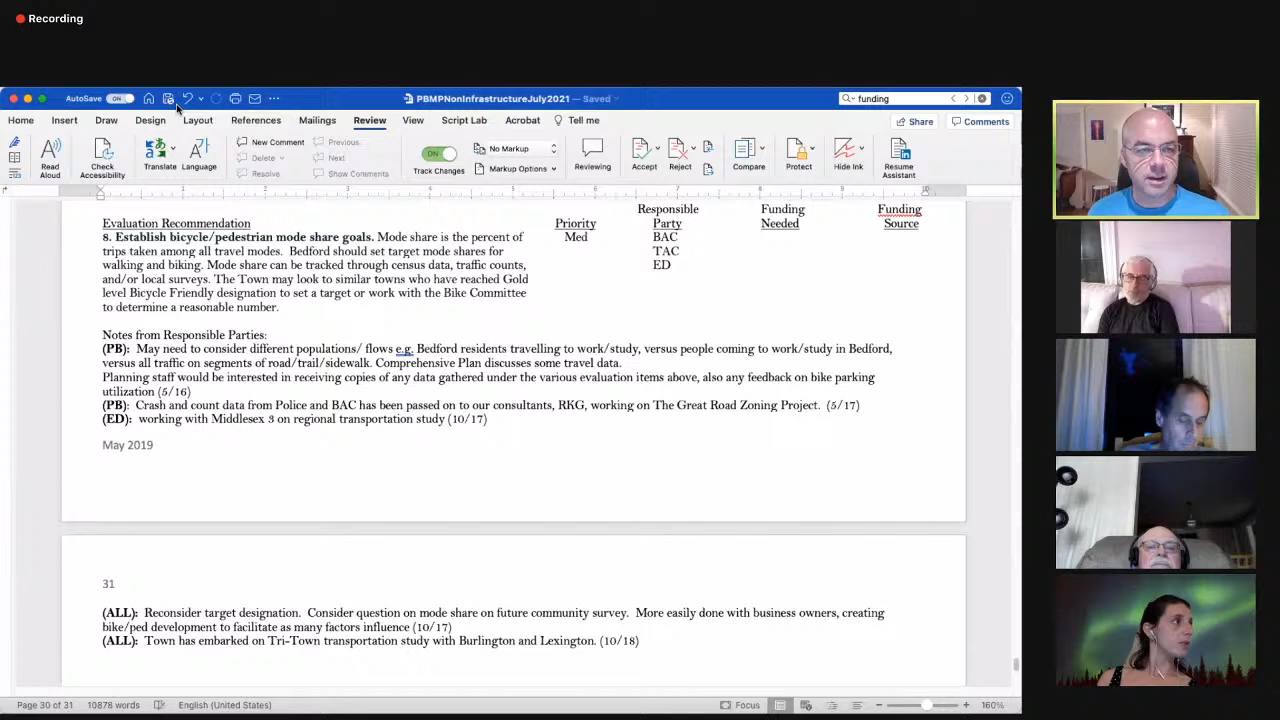 Recording
AutoSave ON
PBMPNonInfrastructureJuly2021 — Saved
funding
Home Insert Draw Design Layout References Mailings Review View Script Lab Acrobat Tell me
Share Comments
Read Aloud
Check Accessibility
Translate Language
New Comment
Delete
Resolve
Previous
Next
Show Comments
ON
Track Changes
No Markup
Markup Options
Reviewing
Accept Reject
Compare
Protect
Hide Ink
Resume Assistant
1 2 3 4 5 6 7 8 9 10
Responsible Funding Funding
Evaluation Recommendation Priority Party Needed Source
8. Establish bicycle/pedestrian mode share goals. Mode share is the percent of Med BAC
trips taken among all travel modes. Bedford should set target mode shares for TAC
walking and biking. Mode share can be tracked through census data, traffic counts, ED
and/or local surveys. The Town may look to similar towns who have reached Gold
level Bicycle Friendly designation to set a target or work with the Bike Committee
to determine a reasonable number.
Notes from Responsible Parties:
(PB): May need to consider different populations/ flows e.g. Bedford residents travelling to work/study, versus people coming to work/study in Bedford,
versus all traffic on segments of road/trail/sidewalk. Comprehensive Plan discusses some travel data.
Planning staff would be interested in receiving copies of any data gathered under the various evaluation items above, also any feedback on bike parking
utilization (5/16)
(PB): Crash and count data from Police and BAC has been passed on to our consultants, RKG, working on The Great Road Zoning Project. (5/17)
(ED): working with Middlesex 3 on regional transportation study (10/17)
May 2019
31
(ALL): Reconsider target designation. Consider question on mode share on future community survey. More easily done with business owners, creating
bike/ped development to facilitate as many factors influence (10/17)
(ALL): Town has embarked on Tri-Town transportation study with Burlington and Lexington. (10/18)
Page 30 of 31 10878 words English (United States) Focus 160%